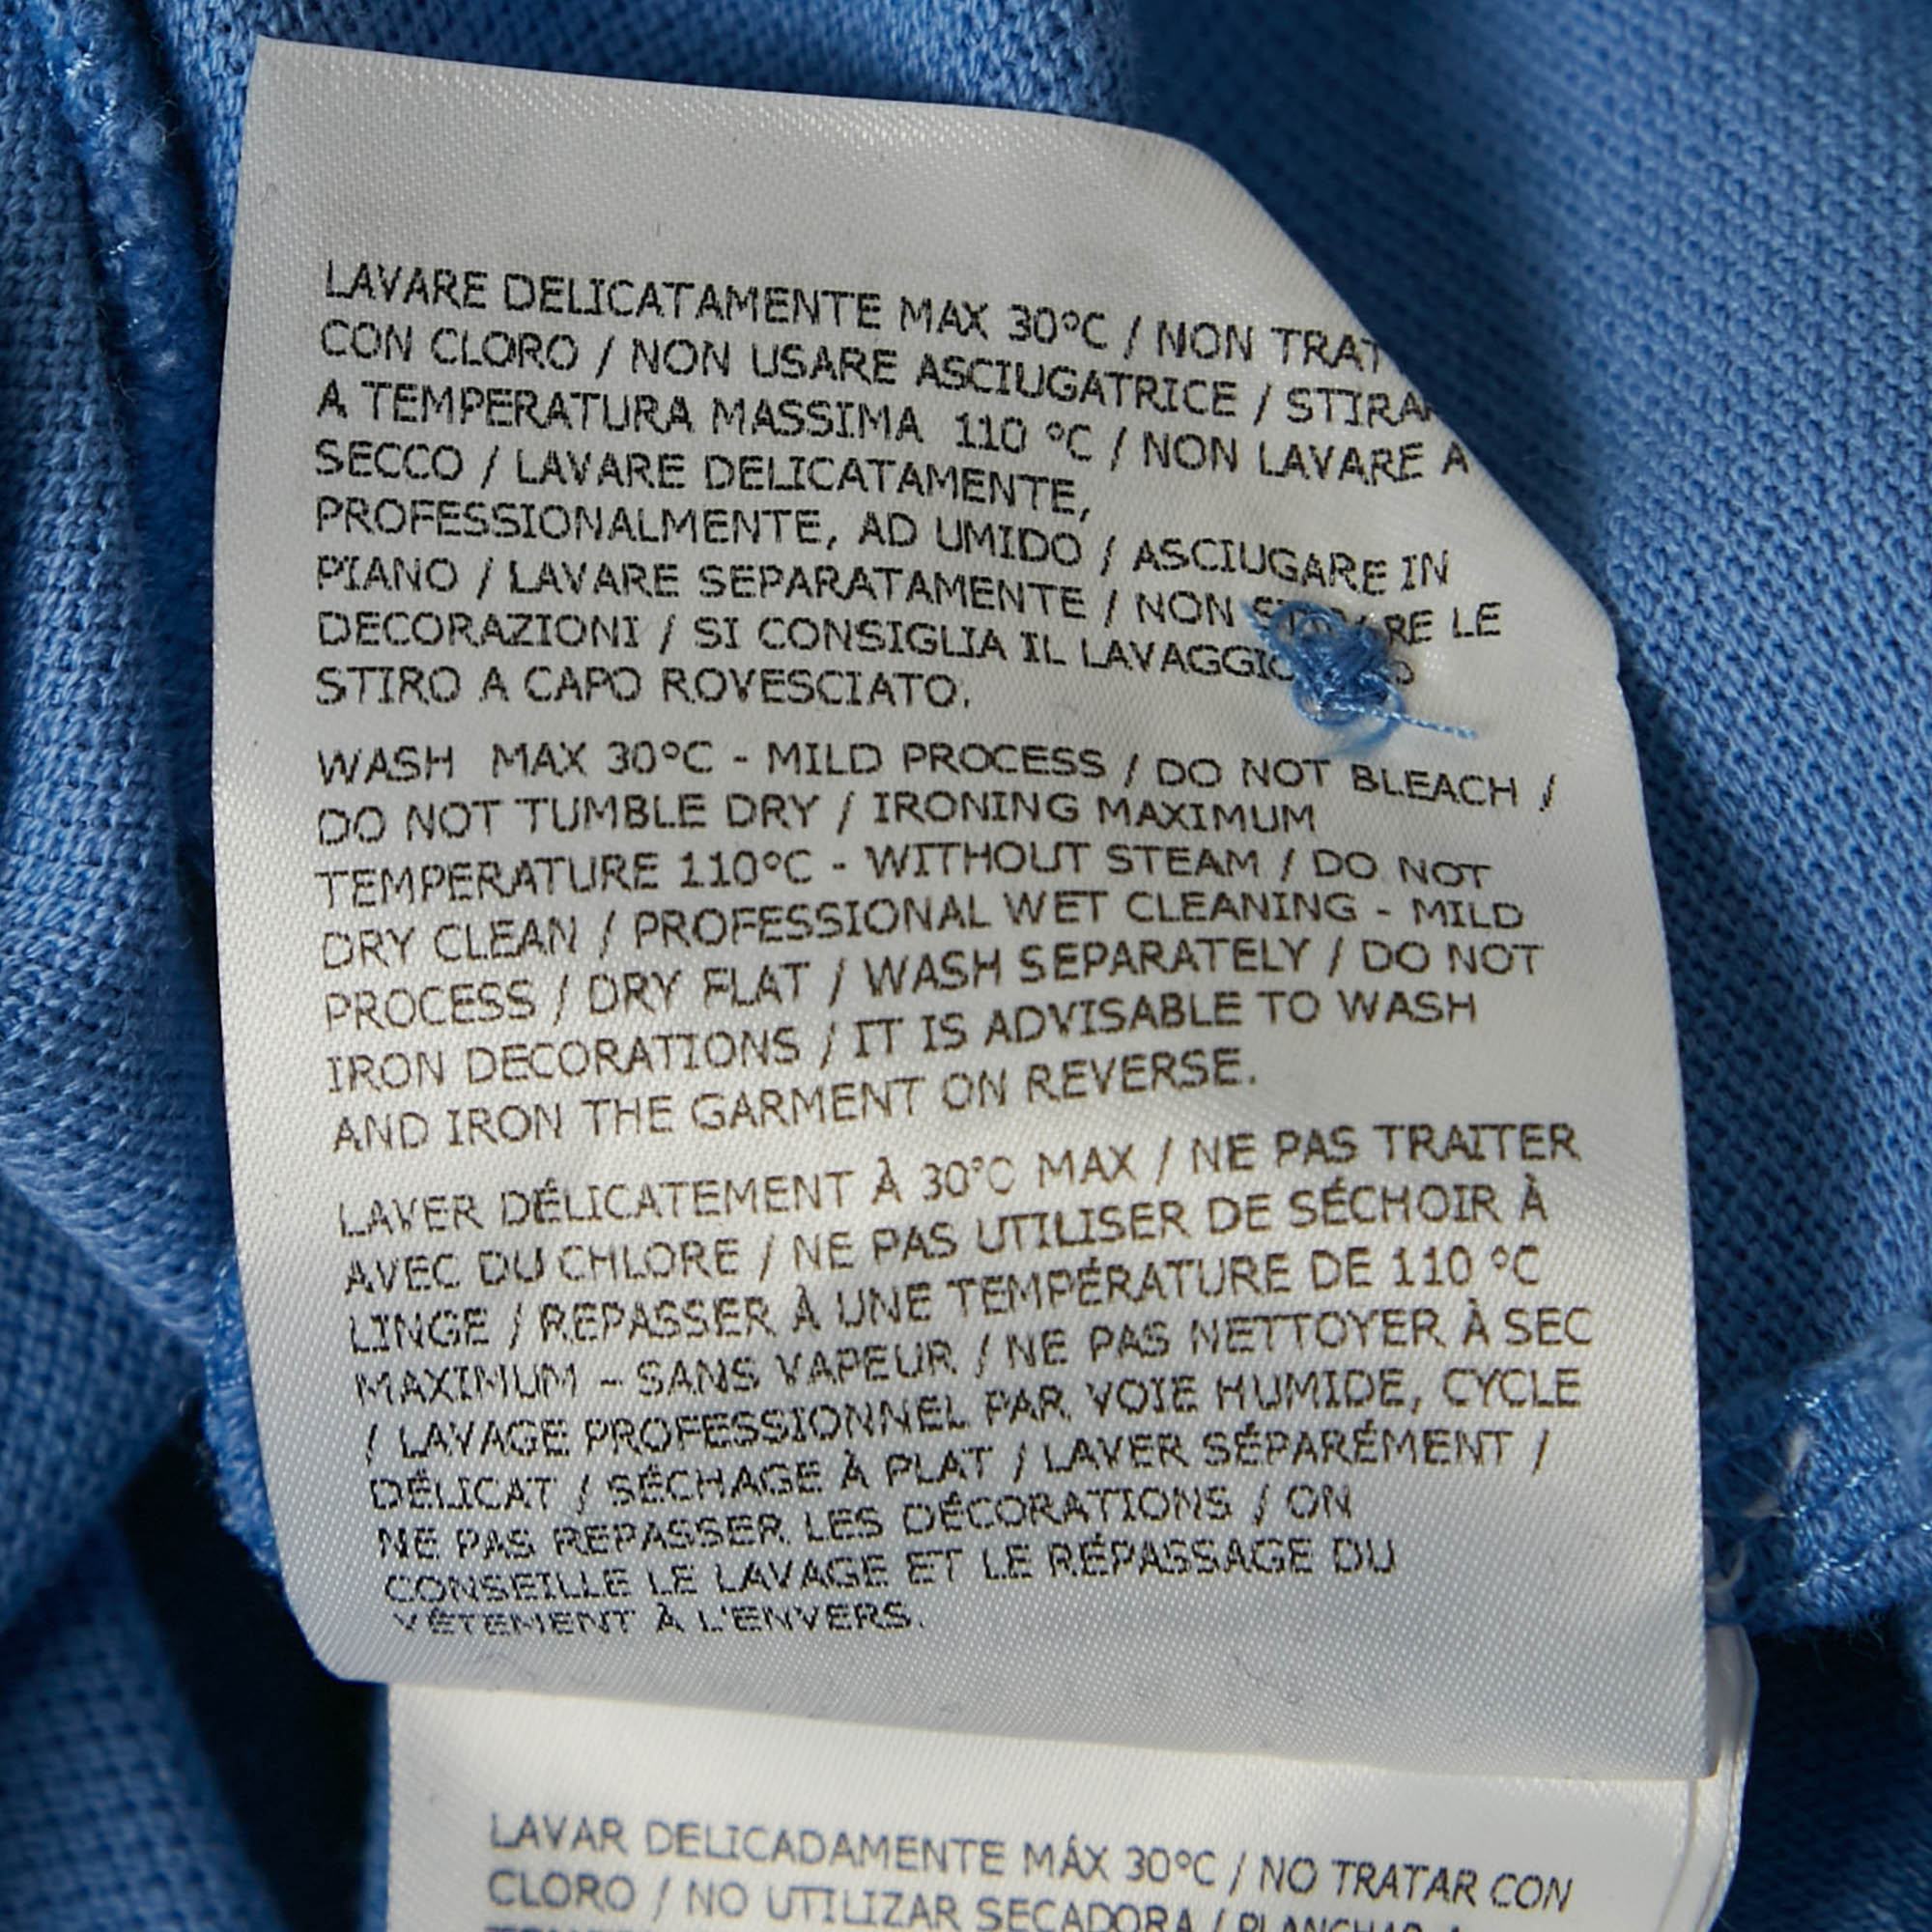 LAVARE DELICATAMENTE MAX 30°C / NON
CON CLORO / NON USARE ASCIUGATRICE /
A TEMPERATURA MASSIMA 110 °C / NON LAVARE A
SECCO / LAVARE DELICATAMENTE,
PROFESSIONALMENTE, AD UMIDO / ASCIUGARE IN
PIANO / LAVARE SEPARATAMENTE / NON LE
DECORAZIONI / SI CONSIGLIA IL
STIRO A CAPO ROVESCIATO.
WASH MAX 30°C - MILD PROCESS / DO NOT BLEACH /
DO NOT TUMBLE DRY / IRONING MAXIMUM
TEMPERATURE 110°C - WITHOUT STEAM / DO NOT
DRY CLEAN / PROFESSIONAL WET CLEANING - MILD
PROCESS / DRY FLAT / WASH SEPARATELY / DO NOT
IRON DECORATIONS / IT IS ADVISABLE TO WASH
AND IRON THE GARMENT ON REVERSE.
LAVER DÉLICATEMENT À 30°C MAX / NE PAS TRAITER
AVEC DU CHLORE / NE PAS UTILISER DE SÉCHOIR À
LINGE / REPASSER À UNE TEMPÉRATURE DE 110 °C
MAXIMUM – SANS VAPEUR / NE PAS NETTOYER À SEC
/ LAVAGE PROFESSIONNEL PAR VOIE HUMIDE, CYCLE
DÉLICAT / SÉCHAGE À PLAT / LAVER SÉPARÉMENT /
NE PAS REPASSER LES DÉCORATIONS / ON
CONSEILLE LE LAVAGE ET LE RÉPASSAGE DU
VÊTEMENT À L'ENVERS.
LAVAR DELICADAMENTE MÁX 30°C / NO TRATAR CON
CLORO / NO UTILIZAR SECADORA /